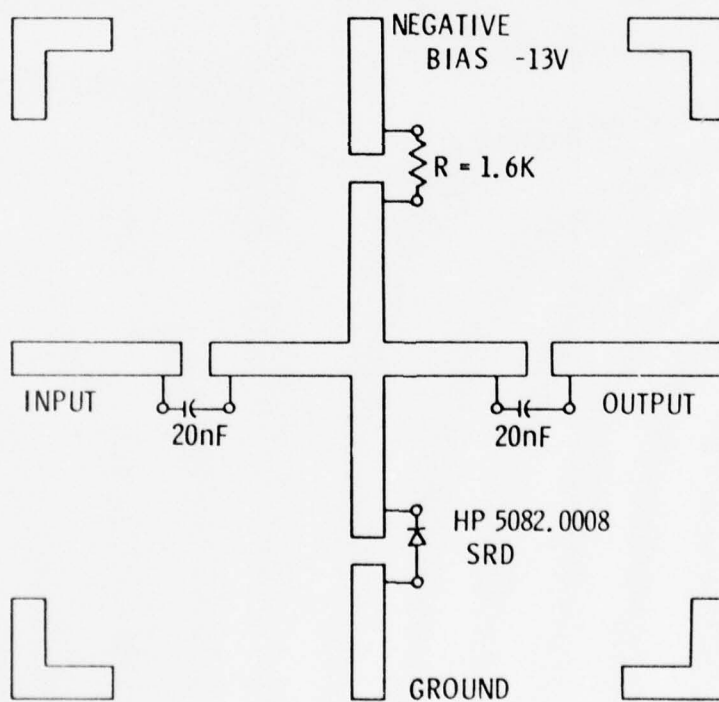 NEGATIVE
BIAS -13V
R = 1.6K
INPUT
20nF
20nF
OUTPUT
HP 5082.0008
SRD
GROUND